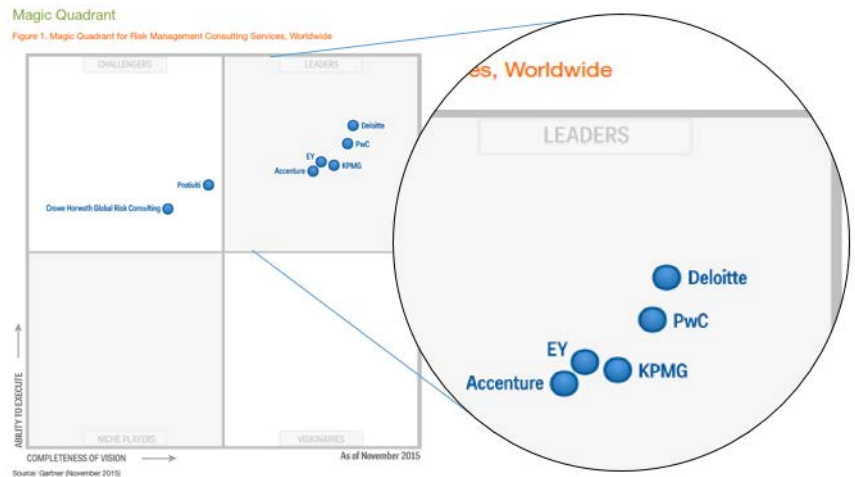 Magic Quadrant
Figure 1. Magic Quadrant for Risk Management Consulting Services, Worldwide
CHALLENGERS
LEADERS
Deloitte
PwC
EY
KPMG
Accenture
Protiviti
Crowe Horwath Global Risk Consulting
ABILITY TO EXECUTE
NICHE PLAYERS
VISIONARIES
COMPLETENESS OF VISION
As of November 2015
Source: Gartner (November 2015)
es, Worldwide
LEADERS
Deloitte
PwC
EY
KPMG
Accenture